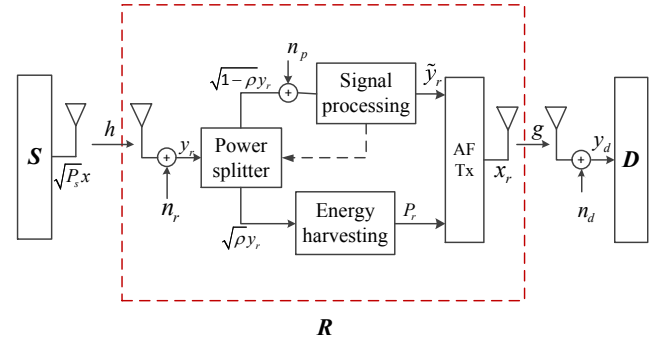 S
√P_s x
h
n_r
y_r
Power
splitter
√1−ρ y_r
n_p
Signal
processing
ỹ_r
√ρ y_r
Energy
harvesting
P_r
AF
Tx
x_r
g
n_d
y_d
D
R